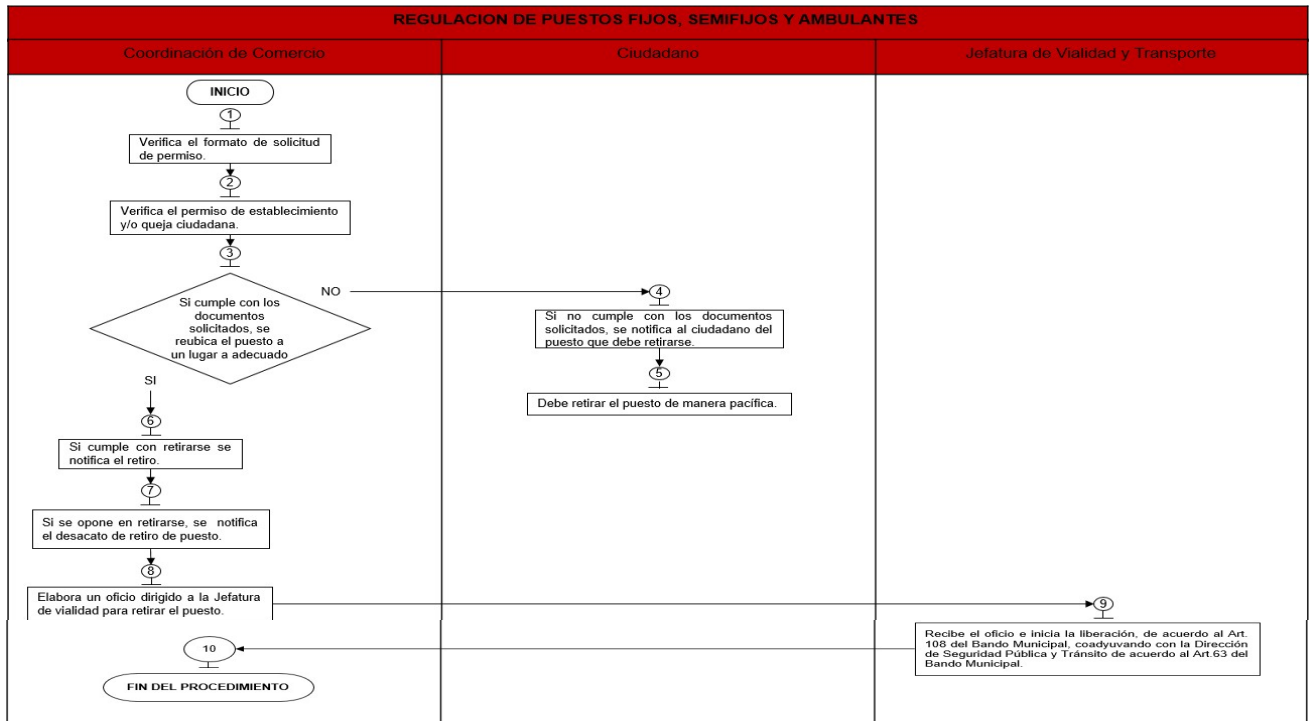 REGULACION DE PUESTOS FIJOS, SEMIFIJOS Y AMBULANTES
Coordinación de Comercio
Ciudadano
Jefatura de Vialidad y Transporte
INICIO
1
Verifica el formato de solicitud
de permiso.
2
Verifica el permiso de establecimiento
y/o queja ciudadana.
3
Si cumple con los
documentos
solicitados, se
reubica el puesto a
un lugar a adecuado
NO
4
Si no cumple con los documentos
solicitados, se notifica al ciudadano del
puesto que debe retirarse.
5
Debe retirar el puesto de manera pacífica.
SI
6
Si cumple con retirarse se
notifica el retiro.
7
Si se opone en retirarse, se notifica
el desacato de retiro de puesto.
8
Elabora un oficio dirigido a la Jefatura
de vialidad para retirar el puesto.
9
Recibe el oficio e inicia la liberación, de acuerdo al Art.
108 del Bando Municipal, coadyuvando con la Dirección
de Seguridad Pública y Tránsito de acuerdo al Art.63 del
Bando Municipal.
10
FIN DEL PROCEDIMIENTO